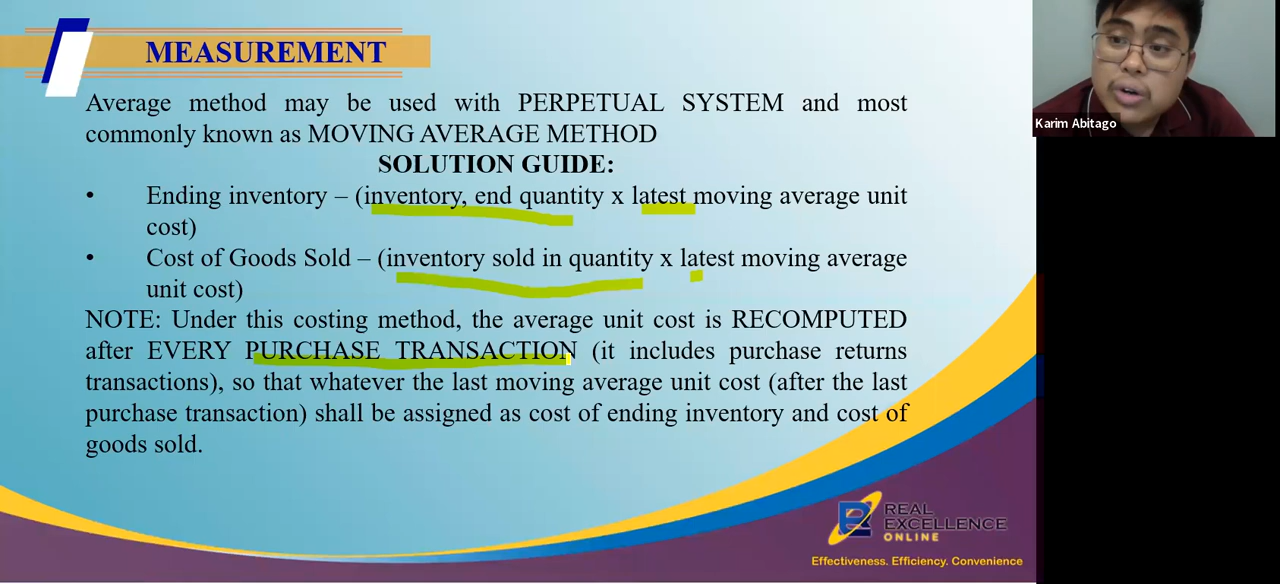 MEASUREMENT
Average method may be used with PERPETUAL SYSTEM and most
commonly known as MOVING AVERAGE METHOD
SOLUTION GUIDE:
• Ending inventory – (inventory, end quantity x latest moving average unit
cost)
• Cost of Goods Sold – (inventory sold in quantity x latest moving average
unit cost)
NOTE: Under this costing method, the average unit cost is RECOMPUTED
after EVERY PURCHASE TRANSACTION (it includes purchase returns
transactions), so that whatever the last moving average unit cost (after the last
purchase transaction) shall be assigned as cost of ending inventory and cost of
goods sold.
REAL
EXCELLENCE
ONLINE
Effectiveness. Efficiency. Convenience
Karim Abitago